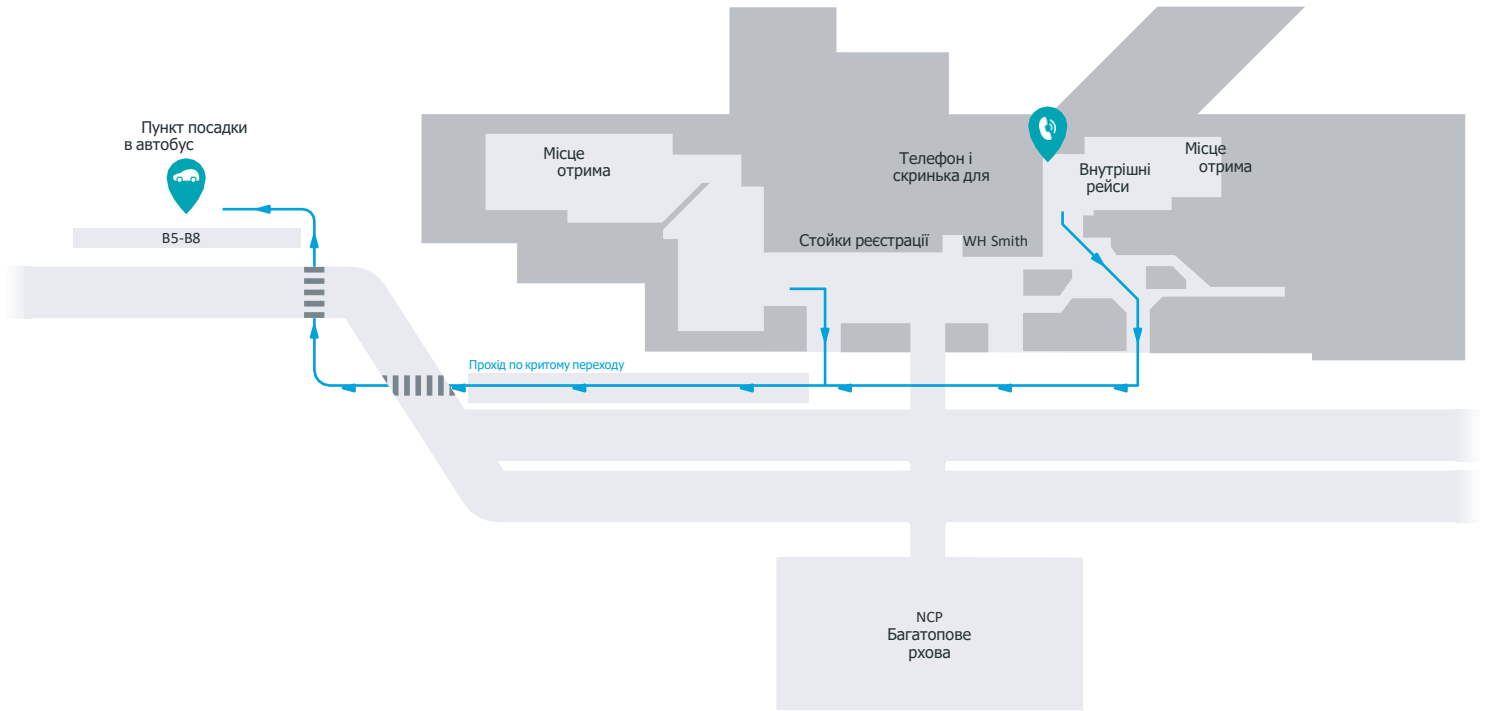 Пункт посадки
в автобус
B5-B8
Місце
отрима
Телефон і
скринька для
Стойки реєстрації
WH Smith
Внутрішні
рейси
Місце
отрима
Прохід по критому переходу
NCP
Багатопове
рхова